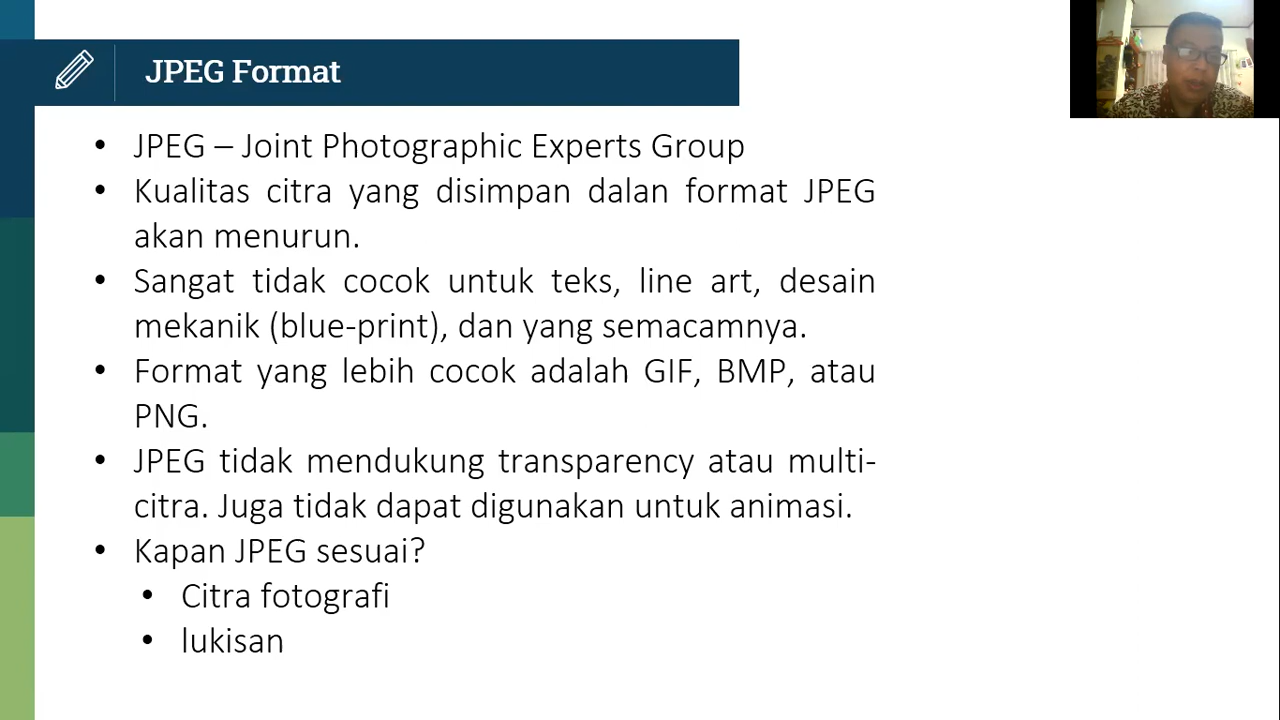 JPEG Format
• JPEG – Joint Photographic Experts Group
• Kualitas citra yang disimpan dalan format JPEG
akan menurun.
• Sangat tidak cocok untuk teks, line art, desain
mekanik (blue-print), dan yang semacamnya.
• Format yang lebih cocok adalah GIF, BMP, atau
PNG.
• JPEG tidak mendukung transparency atau multi-
citra. Juga tidak dapat digunakan untuk animasi.
• Kapan JPEG sesuai?
• Citra fotografi
• lukisan